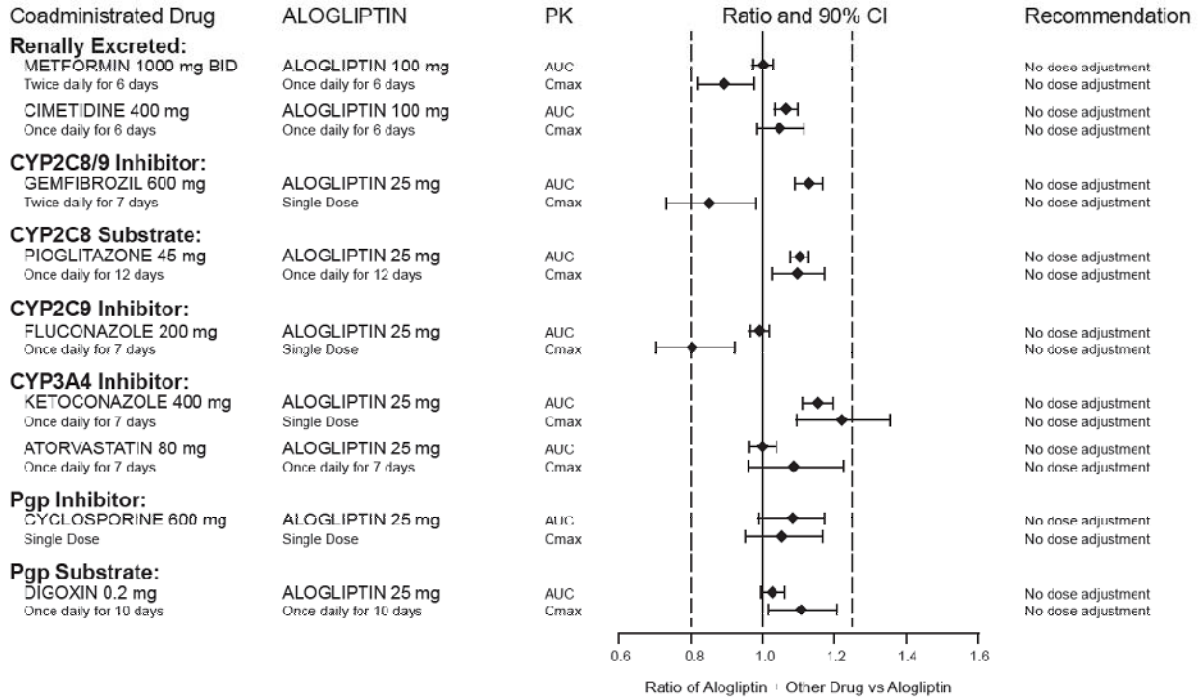 Coadministrated Drug ALOGLIPTIN PK Ratio and 90% CI Recommendation
Renally Excreted:
METFORMIN 1000 mg BID ALOGLIPTIN 100 mg AUC No dose adjustment
Twice daily for 6 days Once daily for 6 days Cmax No dose adjustment
CIMETIDINE 400 mg ALOGLIPTIN 100 mg AUC No dose adjustment
Once daily for 6 days Once daily for 6 days Cmax No dose adjustment
CYP2C8/9 Inhibitor:
GEMFIBROZIL 600 mg ALOGLIPTIN 25 mg AUC No dose adjustment
Twice daily for 7 days Single Dose Cmax No dose adjustment
CYP2C8 Substrate:
PIOGLITAZONE 45 mg ALOGLIPTIN 25 mg AUC No dose adjustment
Once daily for 12 days Once daily for 12 days Cmax No dose adjustment
CYP2C9 Inhibitor:
FLUCONAZOLE 200 mg ALOGLIPTIN 25 mg AUC No dose adjustment
Once daily for 7 days Single Dose Cmax No dose adjustment
CYP3A4 Inhibitor:
KETOCONAZOLE 400 mg ALOGLIPTIN 25 mg AUC No dose adjustment
Once daily for 7 days Single Dose Cmax No dose adjustment
ATORVASTATIN 80 mg ALOGLIPTIN 25 mg AUC No dose adjustment
Once daily for 7 days Once daily for 7 days Cmax No dose adjustment
Pgp Inhibitor:
CYCLOSPORINE 600 mg ALOGLIPTIN 25 mg AUC No dose adjustment
Single Dose Single Dose Cmax No dose adjustment
Pgp Substrate:
DIGOXIN 0.2 mg ALOGLIPTIN 25 mg AUC No dose adjustment
Once daily for 10 days Once daily for 10 days Cmax No dose adjustment
0.6 0.8 1.0 1.2 1.4 1.6
Ratio of Alogliptin + Other Drug vs Alogliptin